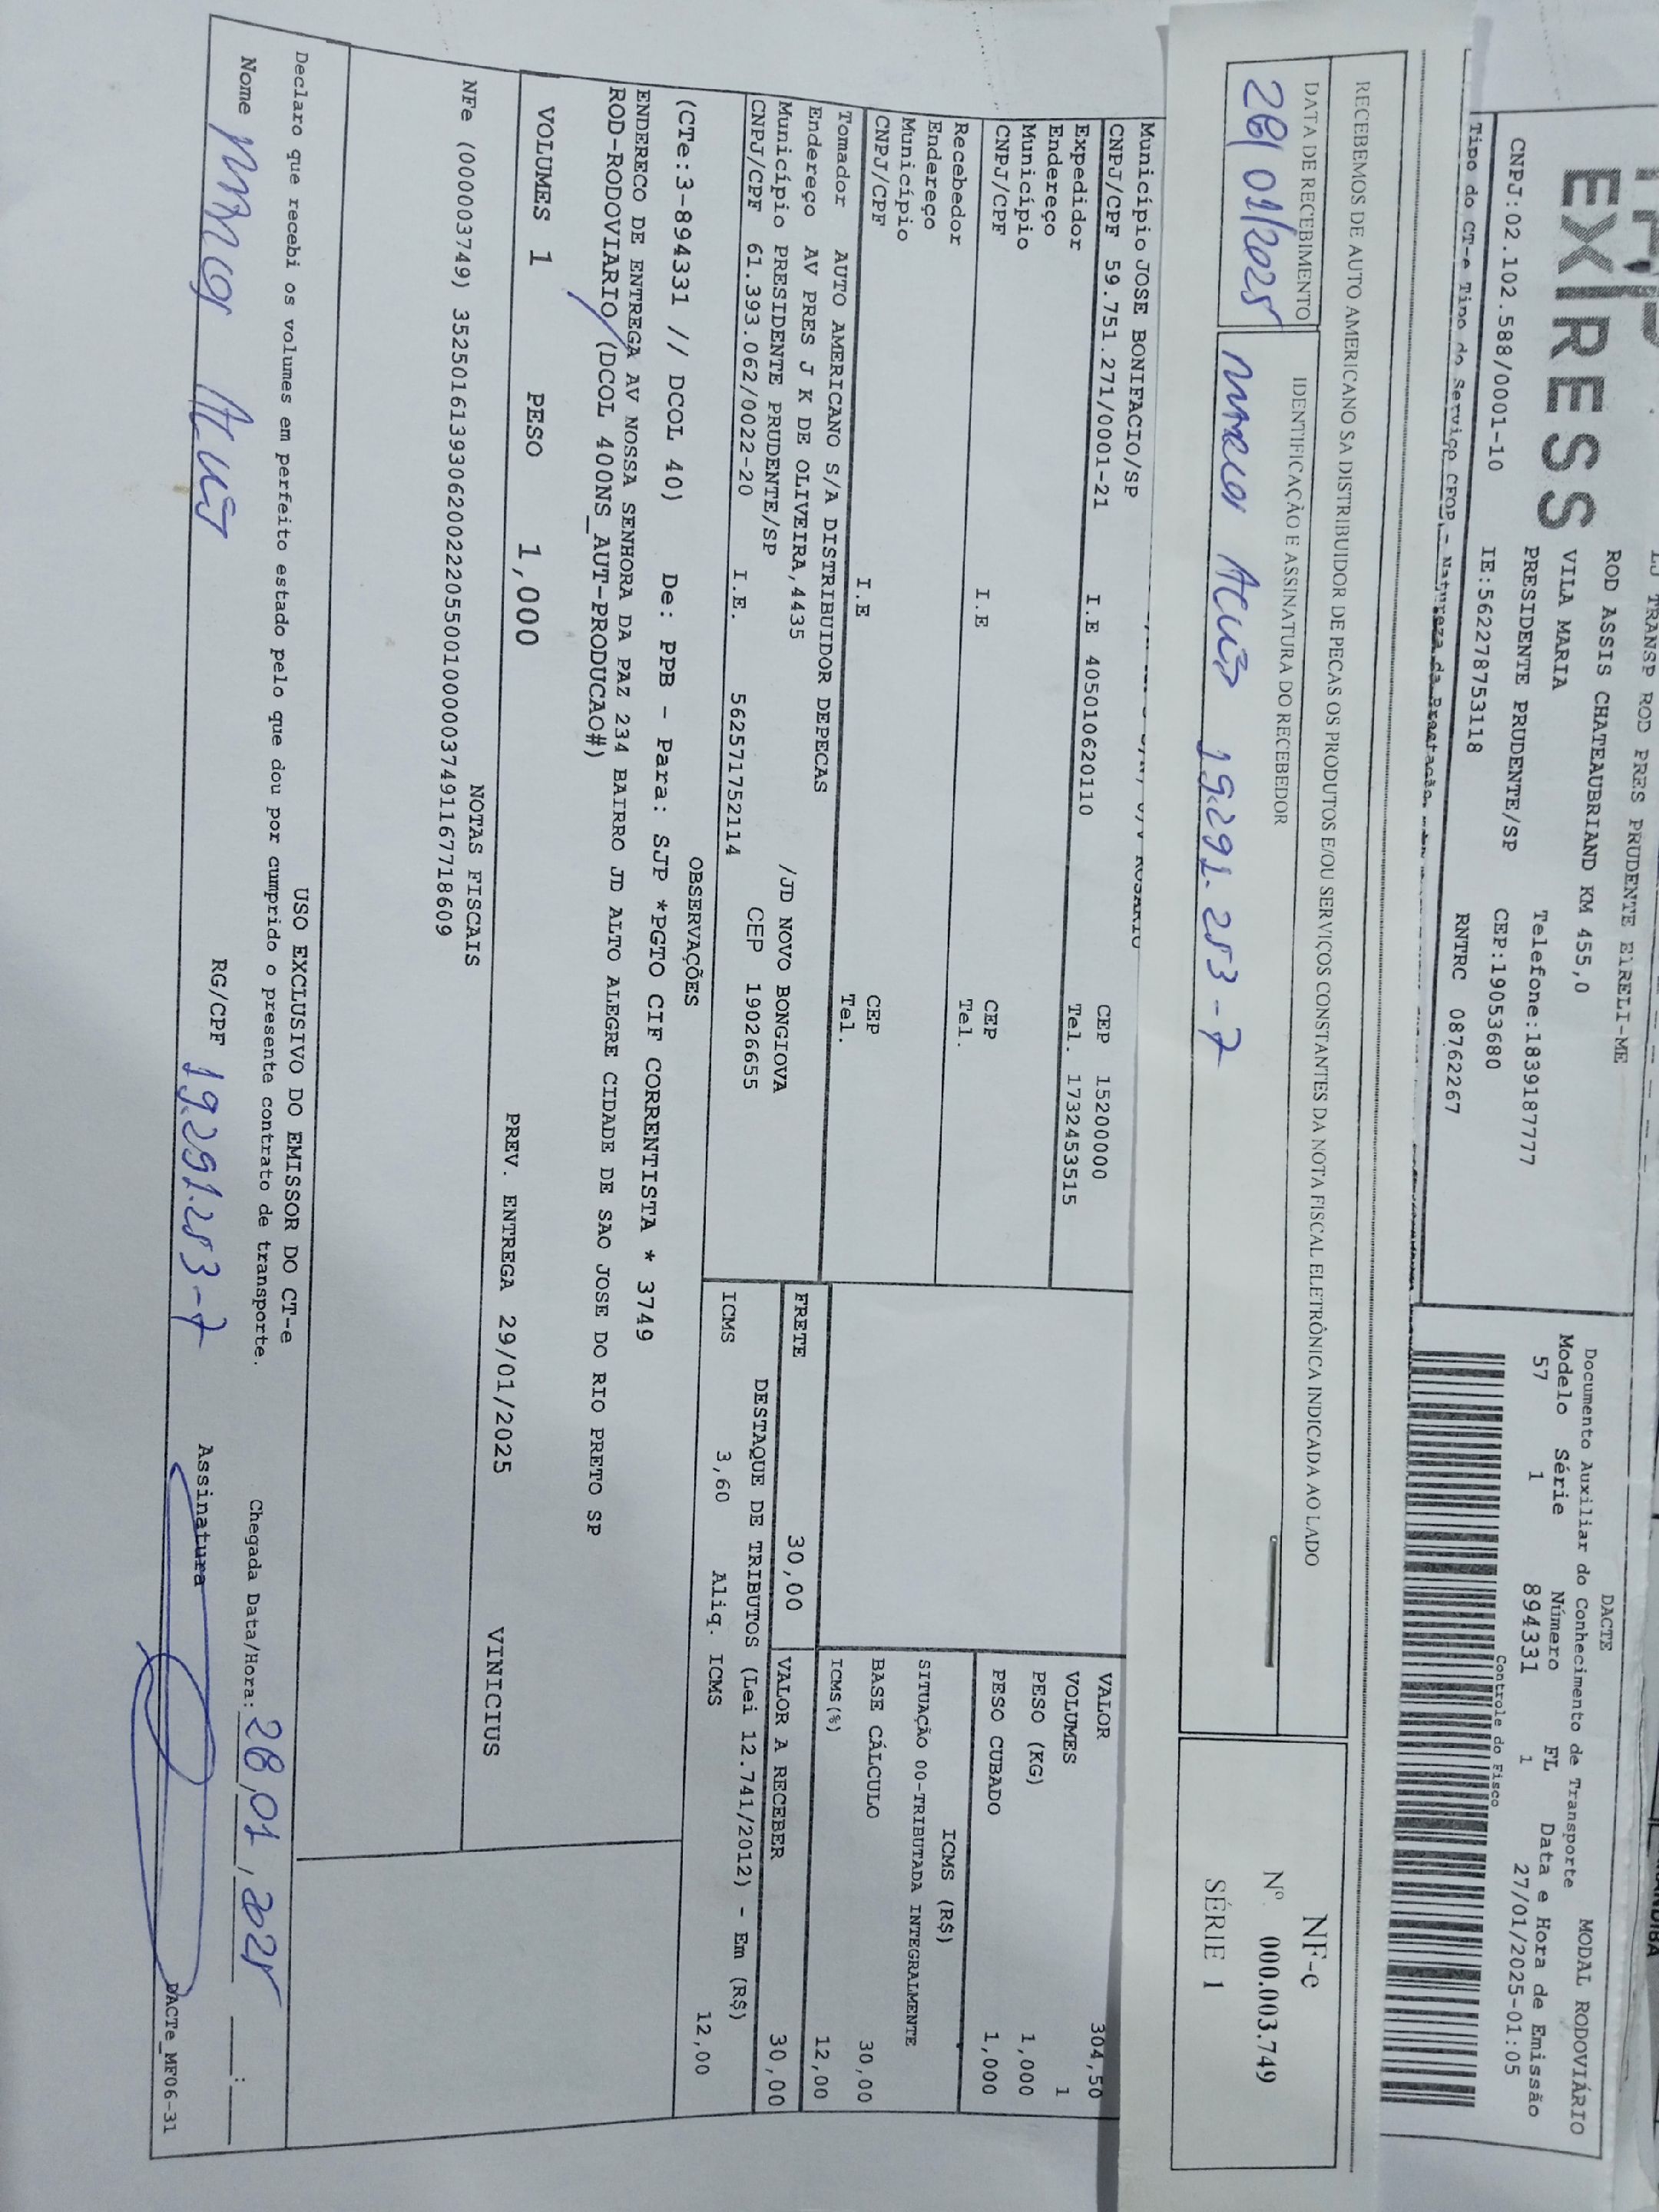 EXPRESS
TRANSP ROD PRES PRUDENTE EIRELI-ME
ROD ASSIS CHATEAUBRIAND KM 455,0
VILA MARIA
PRESIDENTE PRUDENTE/SP
Telefone:1839187777
CNPJ:02.102.588/0001-10
IE:562278753118
CEP:19053680
RNTRC 08762267
DACTE
Documento Auxiliar do Conhecimento de Transporte
MODAL RODOVIÁRIO
Modelo Série Número FL Data e Hora de Emissão
57 1 894331 1 27/01/2025-01:05
Controle do Fisco
Tipo do CT-e Tipo do Serviço CFOP - Natureza da Prestação
RECEBEMOS DE AUTO AMERICANO SA DISTRIBUIDOR DE PECAS OS PRODUTOS E/OU SERVIÇOS CONSTANTES DA NOTA FISCAL ELETRÔNICA INDICADA AO LADO
DATA DE RECEBIMENTO
IDENTIFICAÇÃO E ASSINATURA DO RECEBEDOR
28/01/2025
19.291.253-7
NF-e
Nº. 000.003.749
SÉRIE 1
Município JOSE BONIFACIO/SP
CNPJ/CPF 59.751.271/0001-21 I.E 405010620110 CEP 15200000
Expedidor Tel. 1732453515
Endereço
Município CEP
CNPJ/CPF I.E Tel.
Recebedor
Endereço
Município CEP
CNPJ/CPF I.E Tel.
Tomador AUTO AMERICANO S/A DISTRIBUIDOR DEPECAS
Endereço AV PRES J K DE OLIVEIRA,4435 /JD NOVO BONGIOVA
Município PRESIDENTE PRUDENTE/SP CEP 19026655
CNPJ/CPF 61.393.062/0022-20 I.E. 562571752114
VALOR 304,50
VOLUMES 1
PESO (KG) 1,000
PESO CUBADO 1,000
ICMS (R$)
SITUAÇÃO 00-TRIBUTADA INTEGRALMENTE
BASE CÁLCULO 30,00
ICMS(%) 12,00
FRETE 30,00 VALOR A RECEBER 30,00
DESTAQUE DE TRIBUTOS (Lei 12.741/2012) - Em (R$)
ICMS 3,60 Aliq. ICMS 12,00
OBSERVAÇÕES
(CTe:3-894331 // DCOL 40) De: PPB - Para: SJP *PGTO CIF CORRENTISTA * 3749
ENDERECO DE ENTREGA AV NOSSA SENHORA DA PAZ 234 BAIRRO JD ALTO ALEGRE CIDADE DE SAO JOSE DO RIO PRETO SP
ROD-RODOVIARIO (DCOL 400NS_AUT-PRODUCAO#)
VOLUMES 1 PESO 1,000 PREV. ENTREGA 29/01/2025 VINICIUS
NOTAS FISCAIS
NFe (000003749) 35250161393062002220550010000037491167718609
USO EXCLUSIVO DO EMISSOR DO CT-e
Declaro que recebi os volumes em perfeito estado pelo que dou por cumprido o presente contrato de transporte.
Chegada Data/Hora: 28,01,2025 :
Nome RG/CPF 19.291.253-7 Assinatura
DACTe_MF06-31